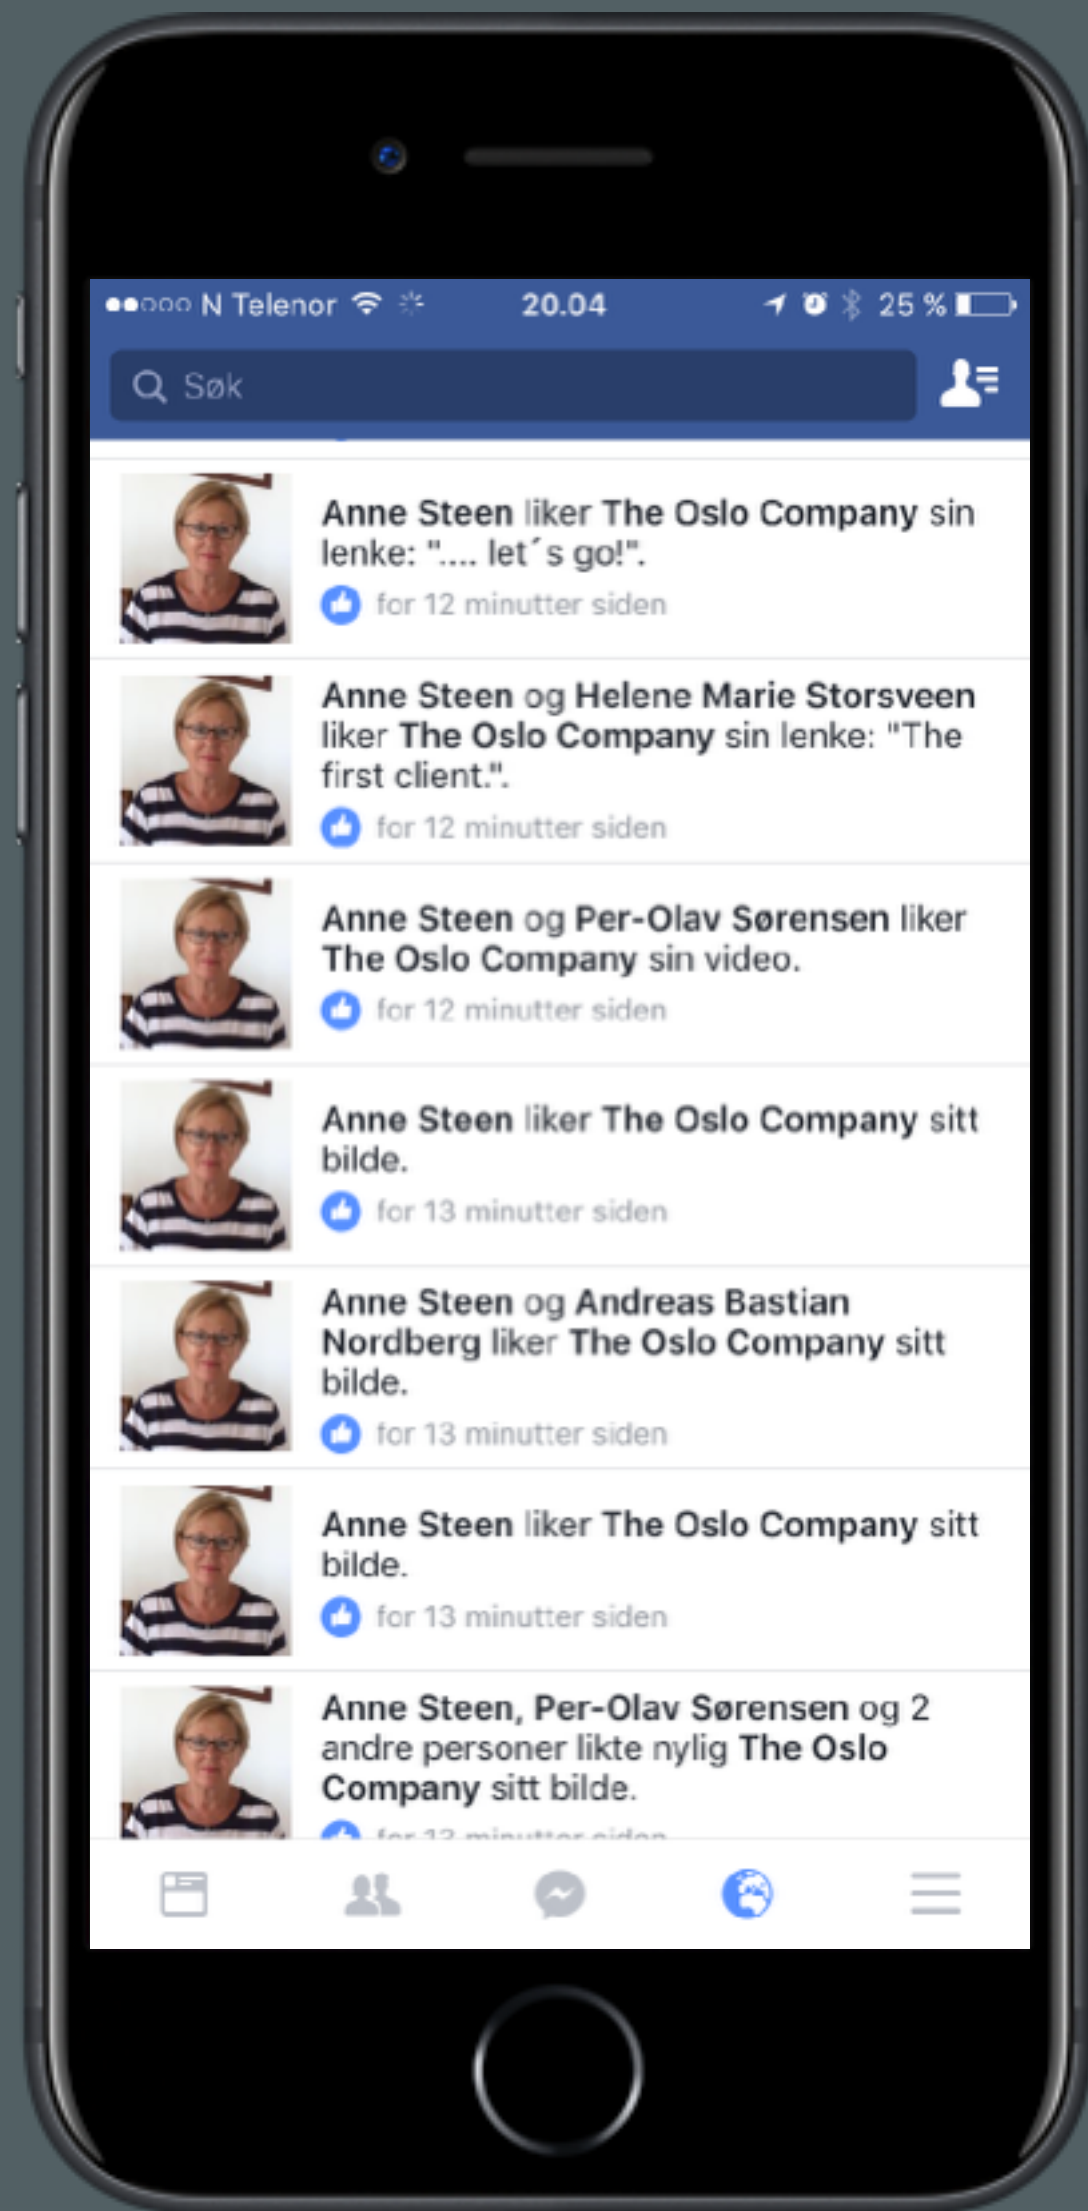 N Telenor 20.04 25 %
Søk
Anne Steen liker The Oslo Company sin
lenke: ".... let´s go!".
for 12 minutter siden
Anne Steen og Helene Marie Storsveen
liker The Oslo Company sin lenke: "The
first client.".
for 12 minutter siden
Anne Steen og Per-Olav Sørensen liker
The Oslo Company sin video.
for 12 minutter siden
Anne Steen liker The Oslo Company sitt
bilde.
for 13 minutter siden
Anne Steen og Andreas Bastian
Nordberg liker The Oslo Company sitt
bilde.
for 13 minutter siden
Anne Steen liker The Oslo Company sitt
bilde.
for 13 minutter siden
Anne Steen, Per-Olav Sørensen og 2
andre personer likte nylig The Oslo
Company sitt bilde.
for 13 minutter siden